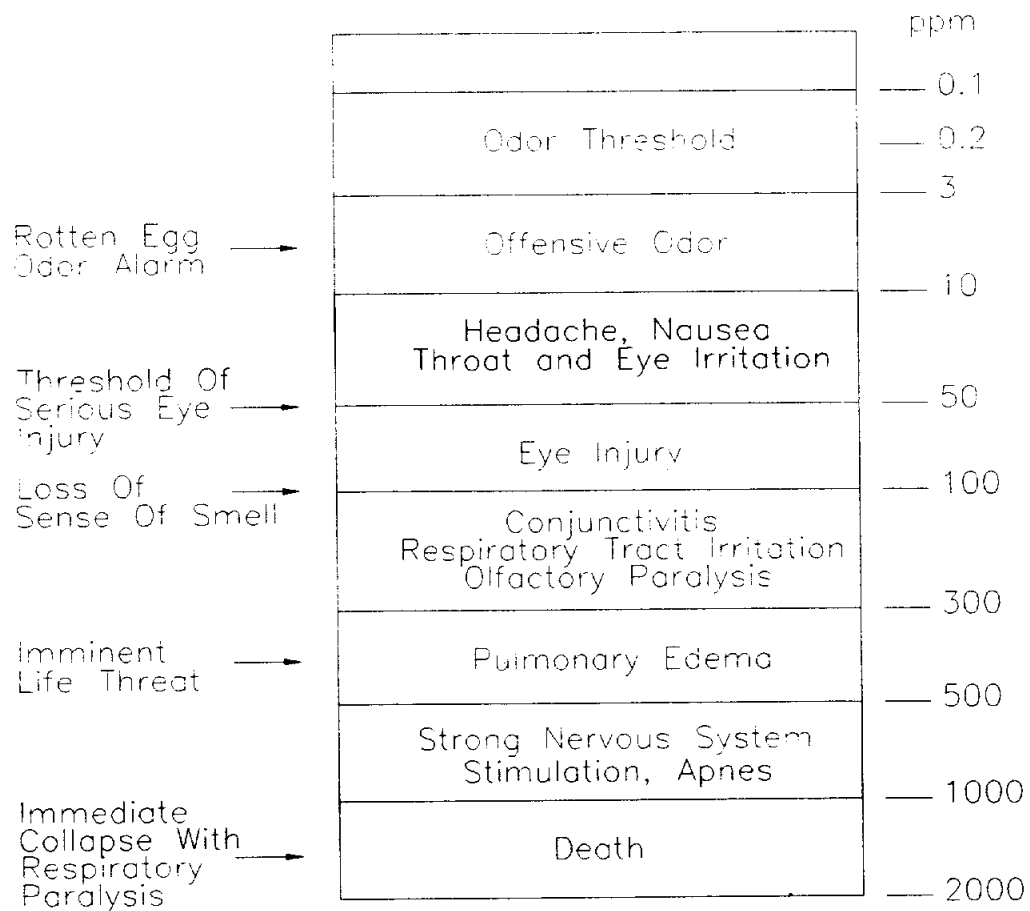 ppm
0.1
Odor Threshold
0.2
3
Rotten Egg
Odor Alarm
Offensive Odor
10
Headache, Nausea
Throat and Eye Irritation
Threshold Of
Serious Eye
Injury
50
Eye Injury
Loss Of
Sense Of Smell
100
Conjunctivitis
Respiratory Tract Irritation
Olfactory Paralysis
300
Imminent
Life Threat
Pulmonary Edema
500
Strong Nervous System
Stimulation, Apnes
1000
Immediate
Collapse With
Respiratory
Paralysis
Death
2000